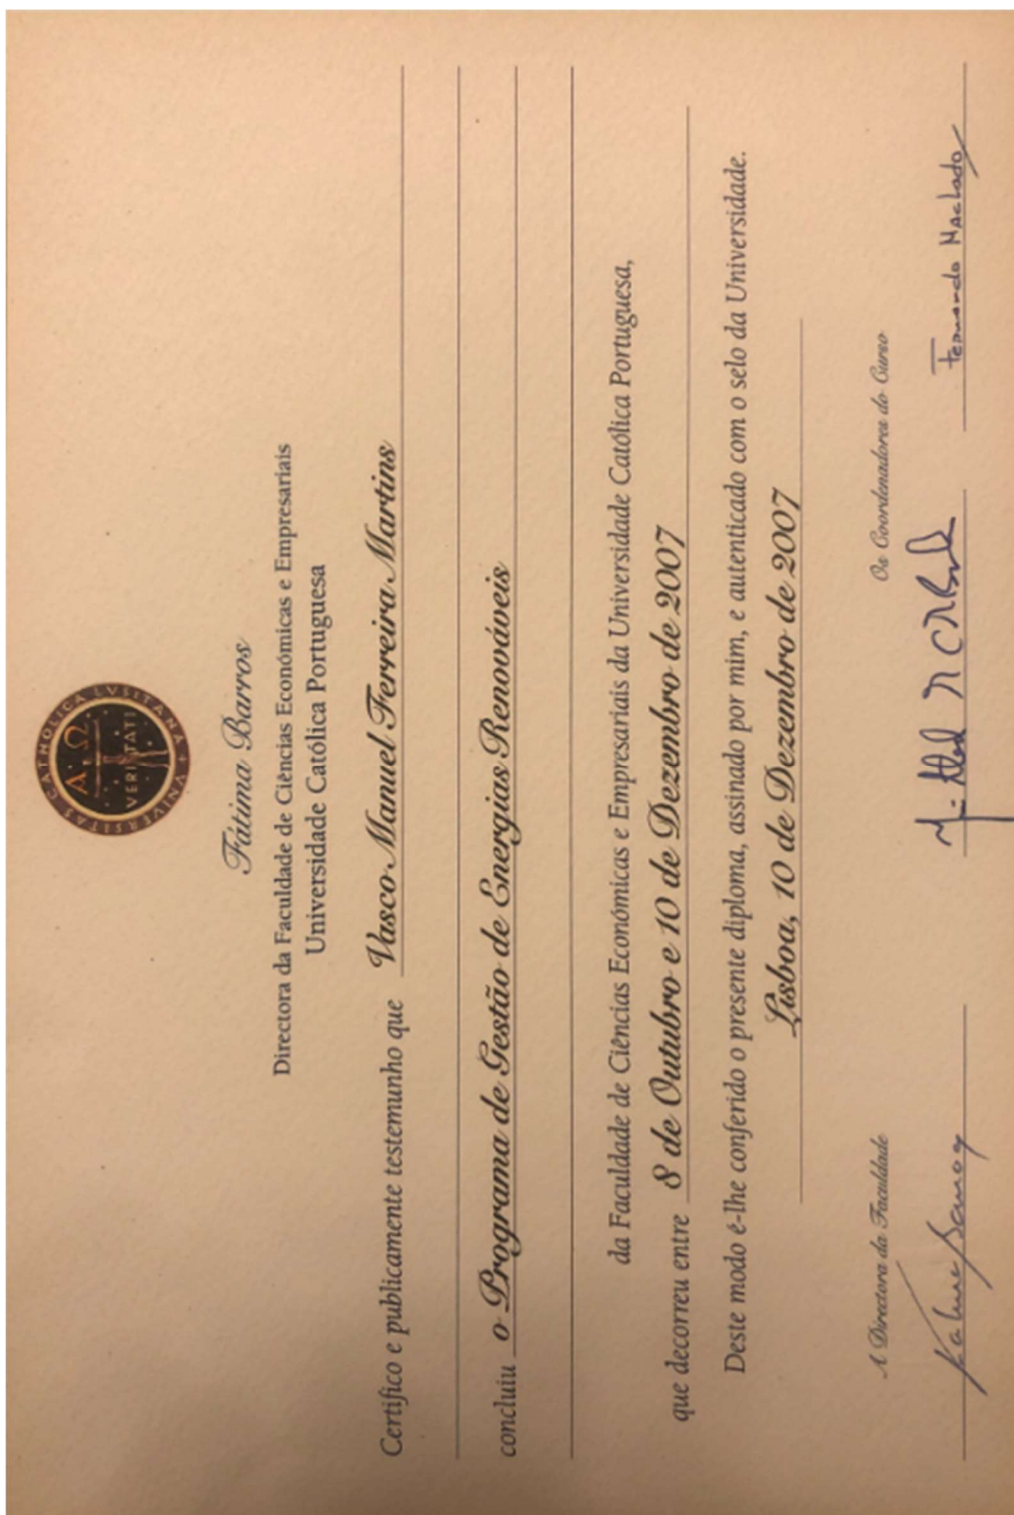 UNIVERSITAS CATHOLICA LVSITANA
A Ω
VERITATI
Fátima Barros
Directora da Faculdade de Ciências Económicas e Empresariais
Universidade Católica Portuguesa
Certifico e publicamente testemunho que Vasco Manuel Ferreira Martins
concluiu o Programa de Gestão de Energias Renováveis
da Faculdade de Ciências Económicas e Empresariais da Universidade Católica Portuguesa,
que decorreu entre 8 de Outubro e 10 de Dezembro de 2007
Deste modo é-lhe conferido o presente diploma, assinado por mim, e autenticado com o selo da Universidade.
Lisboa, 10 de Dezembro de 2007
A Directora da Faculdade
Os Coordenadores do Curso
Fernando Machado